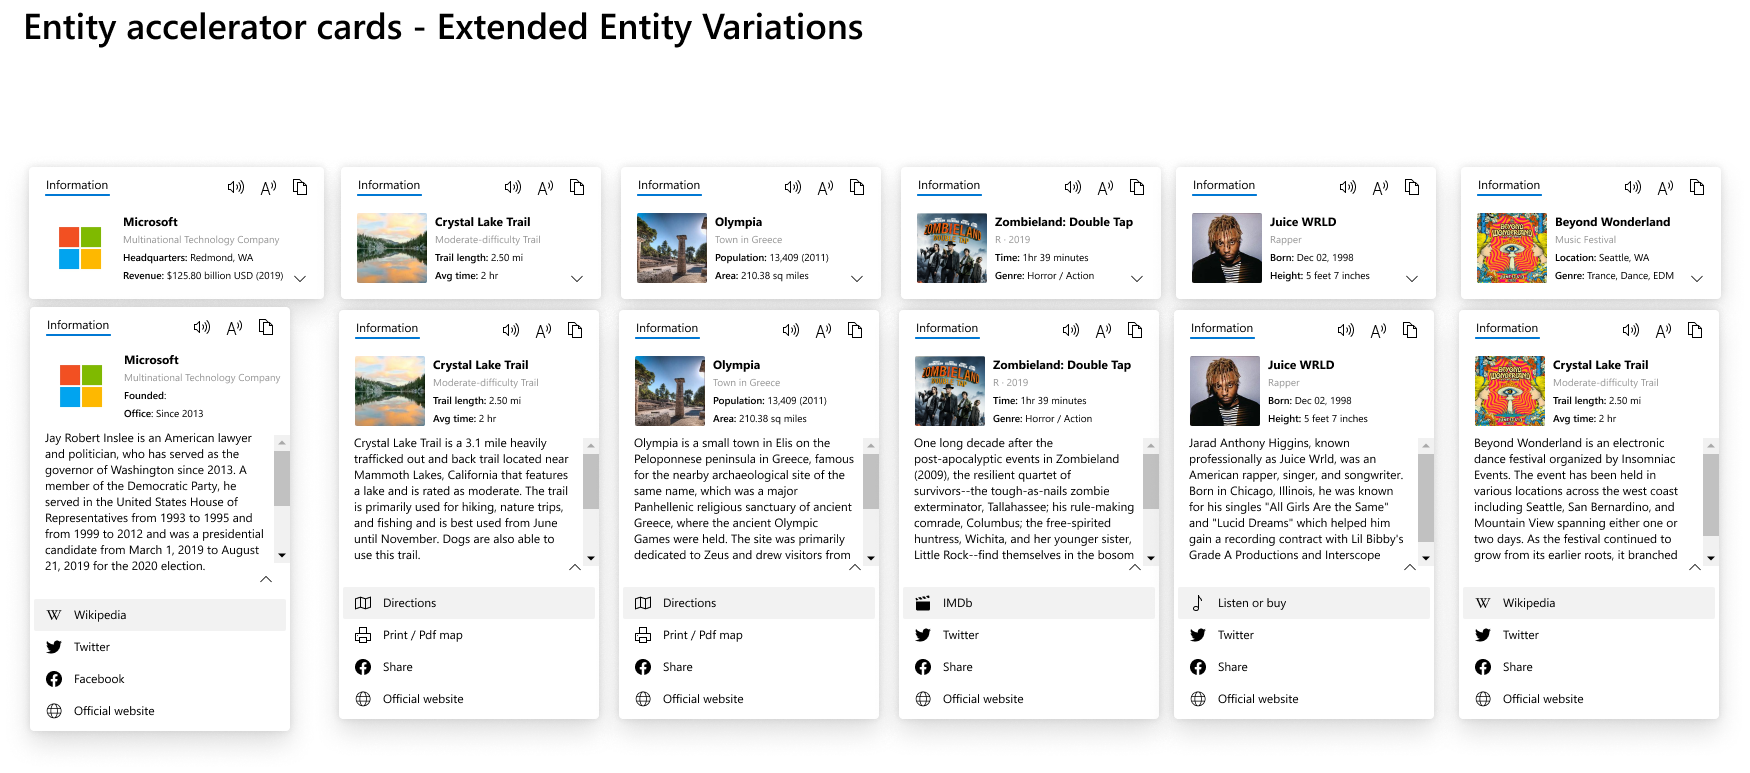 Entity accelerator cards - Extended Entity Variations
Information
Microsoft
Multinational Technology Company
Headquarters: Redmond, WA
Revenue: $125.80 billion USD (2019)
Information
Crystal Lake Trail
Moderate-difficulty Trail
Trail length: 2.50 mi
Avg time: 2 hr
Information
Olympia
Town in Greece
Population: 13,409 (2011)
Area: 210.38 sq miles
Information
ZOMBIELAND
Zombieland: Double Tap
R · 2019
Time: 1hr 39 minutes
Genre: Horror / Action
Information
Juice WRLD
Rapper
Born: Dec 02, 1998
Height: 5 feet 7 inches
Information
BEYOND WONDERLAND
Beyond Wonderland
Music Festival
Location: Seattle, WA
Genre: Trance, Dance, EDM
Information
Microsoft
Multinational Technology Company
Founded:
Office: Since 2013
Jay Robert Inslee is an American lawyer
and politician, who has served as the
governor of Washington since 2013. A
member of the Democratic Party, he
served in the United States House of
Representatives from 1993 to 1995 and
from 1999 to 2012 and was a presidential
candidate from March 1, 2019 to August
21, 2019 for the 2020 election.
Wikipedia
Twitter
Facebook
Official website
Information
Crystal Lake Trail
Moderate-difficulty Trail
Trail length: 2.50 mi
Avg time: 2 hr
Crystal Lake Trail is a 3.1 mile heavily
trafficked out and back trail located near
Mammoth Lakes, California that features
a lake and is rated as moderate. The trail
is primarily used for hiking, nature trips,
and fishing and is best used from June
until November. Dogs are also able to
use this trail.
Directions
Print / Pdf map
Share
Official website
Information
Olympia
Town in Greece
Population: 13,409 (2011)
Area: 210.38 sq miles
Olympia is a small town in Elis on the
Peloponnese peninsula in Greece, famous
for the nearby archaeological site of the
same name, which was a major
Panhellenic religious sanctuary of ancient
Greece, where the ancient Olympic
Games were held. The site was primarily
dedicated to Zeus and drew visitors from
Directions
Print / Pdf map
Share
Official website
Information
ZOMBIELAND
Zombieland: Double Tap
R · 2019
Time: 1hr 39 minutes
Genre: Horror / Action
One long decade after the
post-apocalyptic events in Zombieland
(2009), the resilient quartet of
survivors--the tough-as-nails zombie
exterminator, Tallahassee; his rule-making
comrade, Columbus; the free-spirited
huntress, Wichita, and her younger sister,
Little Rock--find themselves in the bosom
IMDb
Twitter
Share
Official website
Information
Juice WRLD
Rapper
Born: Dec 02, 1998
Height: 5 feet 7 inches
Jarad Anthony Higgins, known
professionally as Juice Wrld, was an
American rapper, singer, and songwriter.
Born in Chicago, Illinois, he was known
for his singles "All Girls Are the Same"
and "Lucid Dreams" which helped him
gain a recording contract with Lil Bibby's
Grade A Productions and Interscope
Listen or buy
Twitter
Share
Official website
Information
BEYOND WONDERLAND
Crystal Lake Trail
Moderate-difficulty Trail
Trail length: 2.50 mi
Avg time: 2 hr
Beyond Wonderland is an electronic
dance festival organized by Insomniac
Events. The event has been held in
various locations across the west coast
including Seattle, San Bernardino, and
Mountain View spanning either one or
two days. As the festival continued to
grow from its earlier roots, it branched
Wikipedia
Twitter
Share
Official website